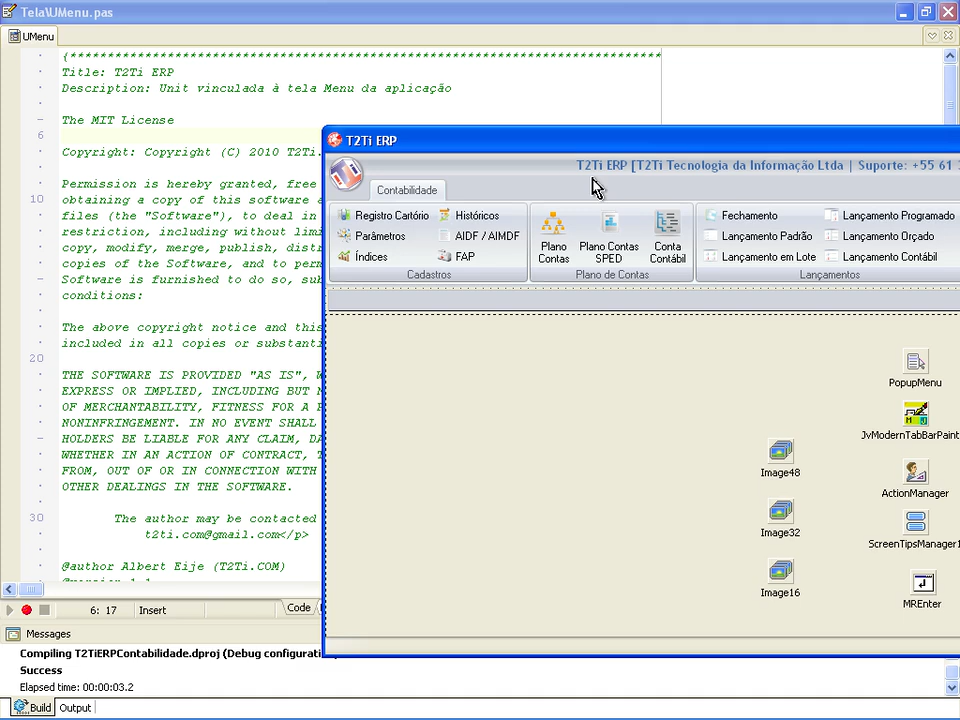 Tela\UMenu.pas
UMenu
{*******************************************************************************
Title: T2Ti ERP
Description: Unit vinculada à tela Menu da aplicação
The MIT License
6
Copyright: Copyright (C) 2010 T2Ti.
Permission is hereby granted, free
10
obtaining a copy of this software a
files (the "Software"), to deal in
restriction, including without limi
copy, modify, merge, publish, distr
copies of the Software, and to perm
Software is furnished to do so, sub
conditions:
The above copyright notice and this
included in all copies or substanti
20
THE SOFTWARE IS PROVIDED "AS IS", W
EXPRESS OR IMPLIED, INCLUDING BUT N
OF MERCHANTABILITY, FITNESS FOR A P
NONINFRINGEMENT. IN NO EVENT SHALL
HOLDERS BE LIABLE FOR ANY CLAIM, DA
WHETHER IN AN ACTION OF CONTRACT, T
FROM, OUT OF OR IN CONNECTION WITH
OTHER DEALINGS IN THE SOFTWARE.
30
The author may be contacted
t2ti.com@gmail.com</p>
@author Albert Eije (T2Ti.COM)
6: 17 Insert Code
T2Ti ERP
T2Ti ERP [T2Ti Tecnologia da Informação Ltda | Suporte: +55 61
Contabilidade
Registro Cartório Históricos
Parâmetros AIDF / AIMDF
Índices FAP
Cadastros
Plano Contas
Plano Contas SPED
Conta Contábil
Plano de Contas
Fechamento Lançamento Programado
Lançamento Padrão Lançamento Orçado
Lançamento em Lote Lançamento Contábil
Lançamentos
PopupMenu
JvModernTabBarPaint
Image48
ActionManager
Image32
ScreenTipsManager1
Image16
MREnter
Messages
Compiling T2TiERPContabilidade.dproj (Debug configurati
Success
Elapsed time: 00:00:03.2
Build Output